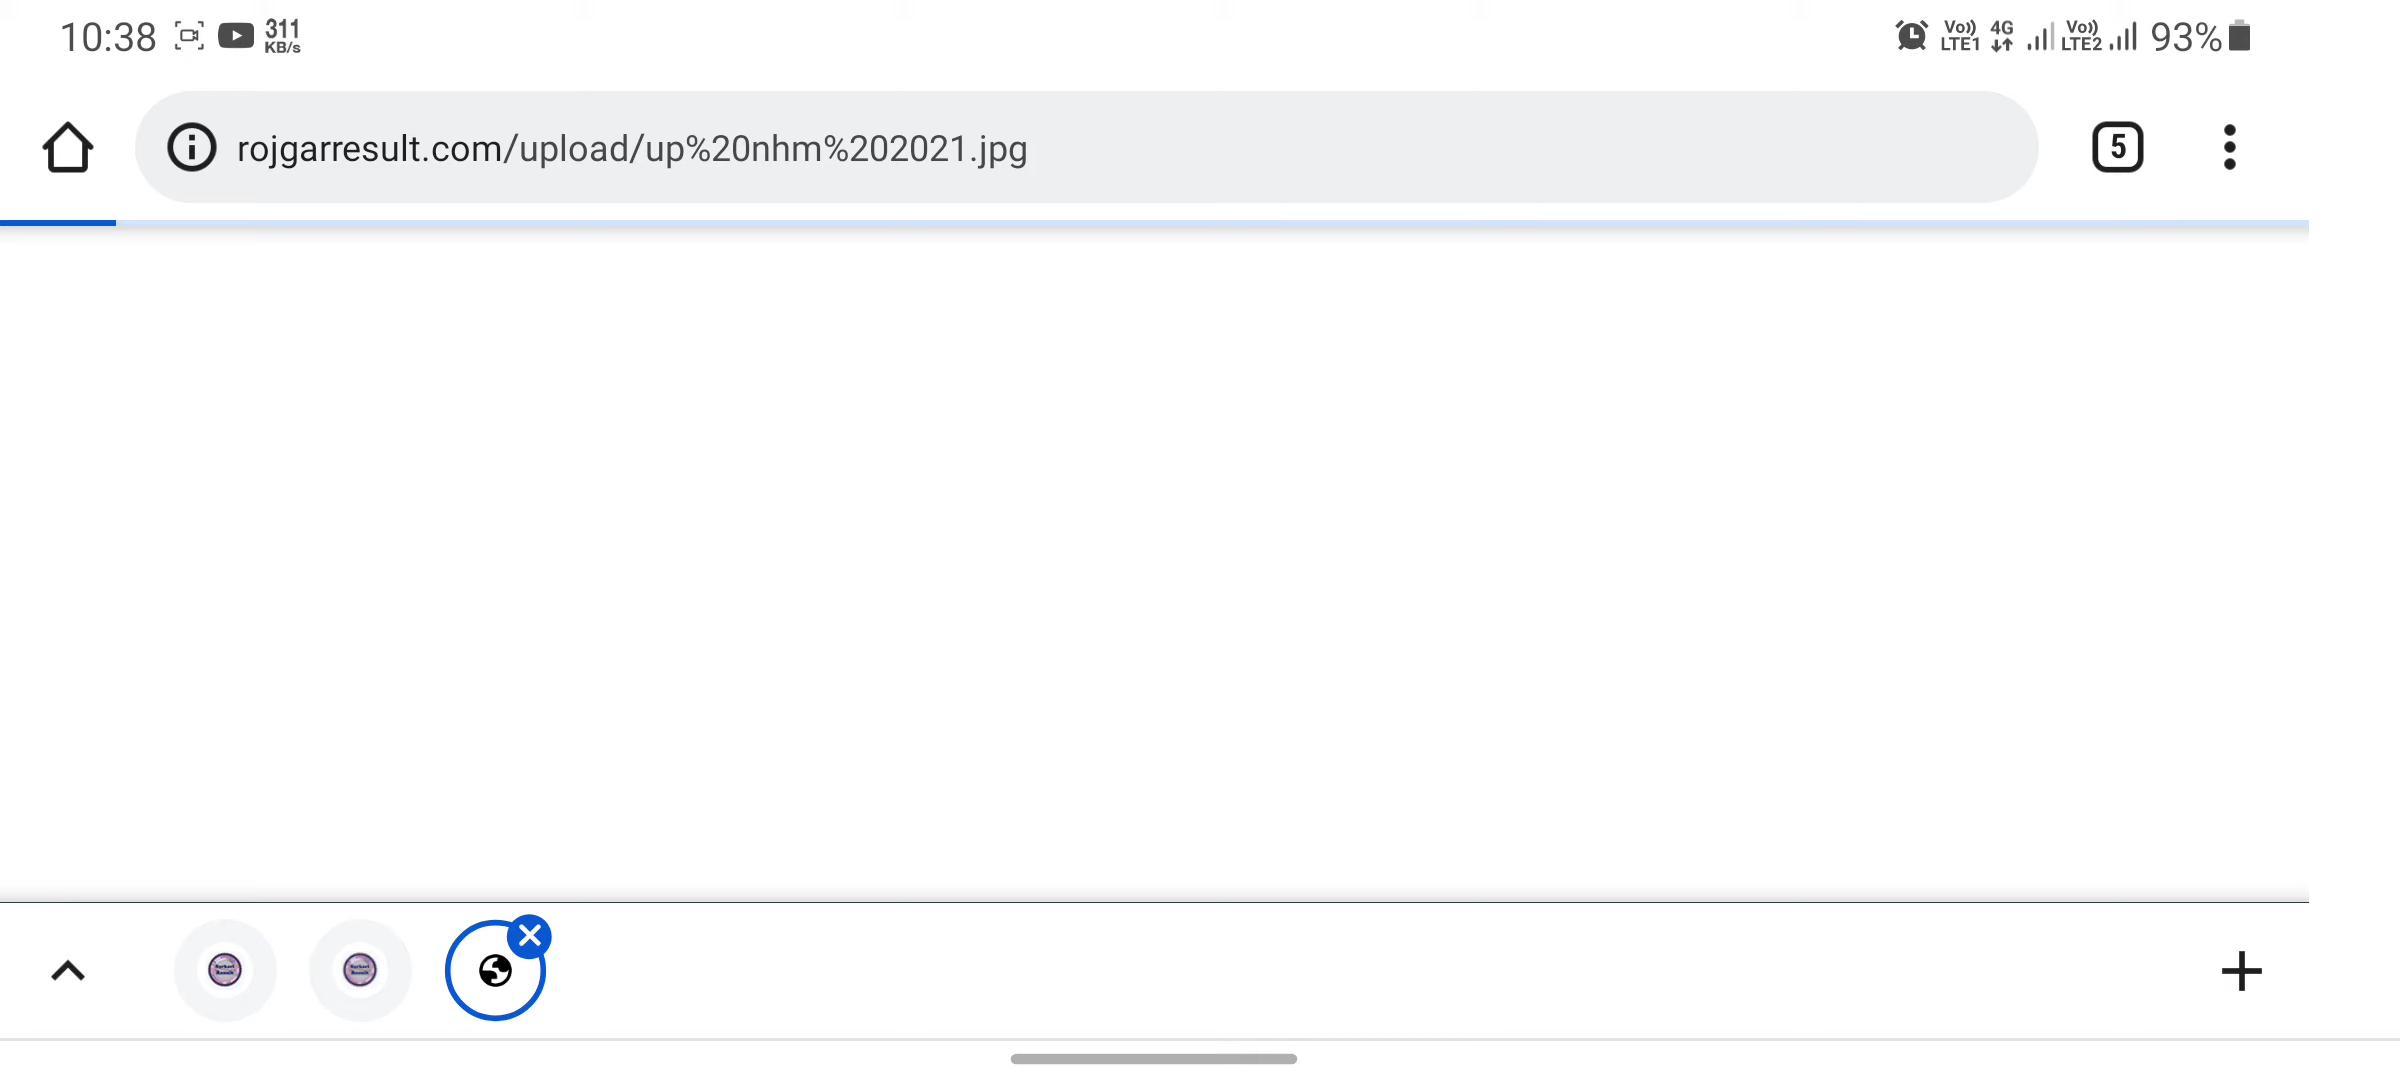 10:38 311 KB/s Vo)) LTE1 4G Vo)) LTE2 93%
rojgarresult.com/upload/up%20nhm%202021.jpg 5